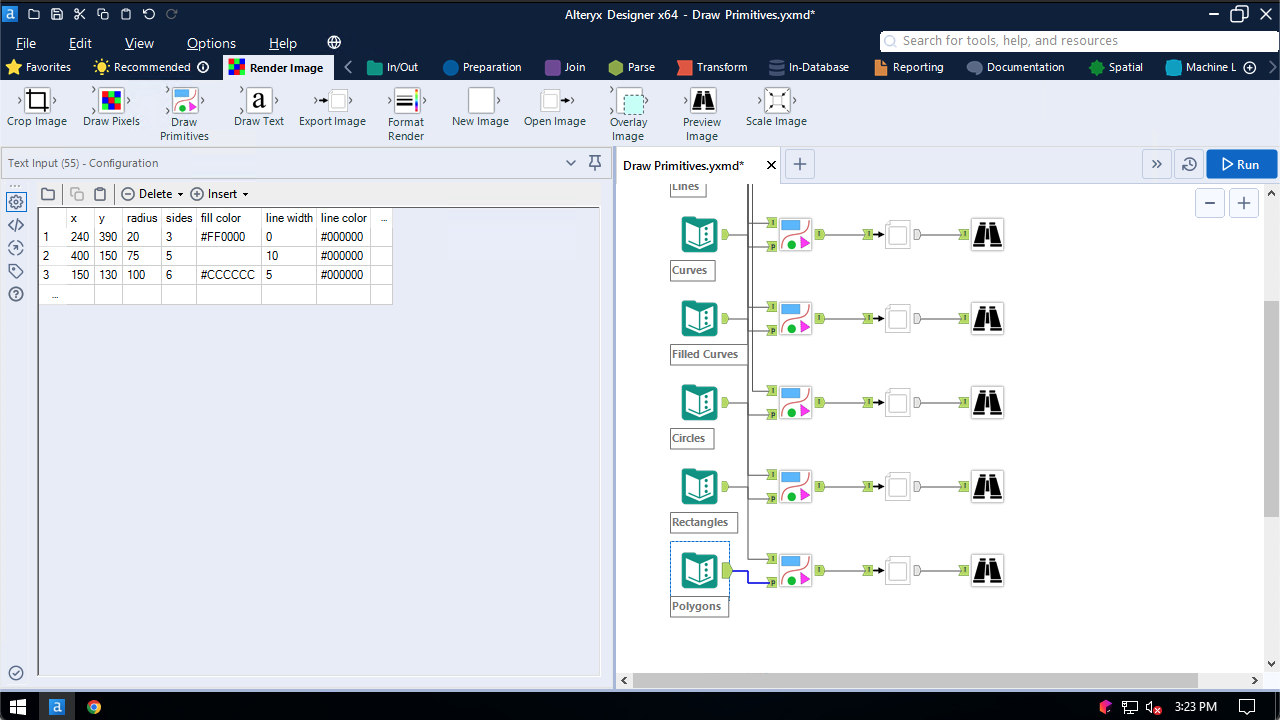 Alteryx Designer x64 - Draw Primitives.yxmd*
File Edit View Options Help
Search for tools, help, and resources
Favorites Recommended Render Image In/Out Preparation Join Parse Transform In-Database Reporting Documentation Spatial Machine L
Crop Image Draw Pixels Draw Primitives Draw Text Export Image Format Render New Image Open Image Overlay Image Preview Image Scale Image
Text Input (55) - Configuration
Draw Primitives.yxmd*
Run
Delete Insert
x y radius sides fill color line width line color ...
1 240 390 20 3 #FF0000 0 #000000
2 400 150 75 5 10 #000000
3 150 130 100 6 #CCCCCC 5 #000000
...
Lines
Curves
Filled Curves
Circles
Rectangles
Polygons
3:23 PM